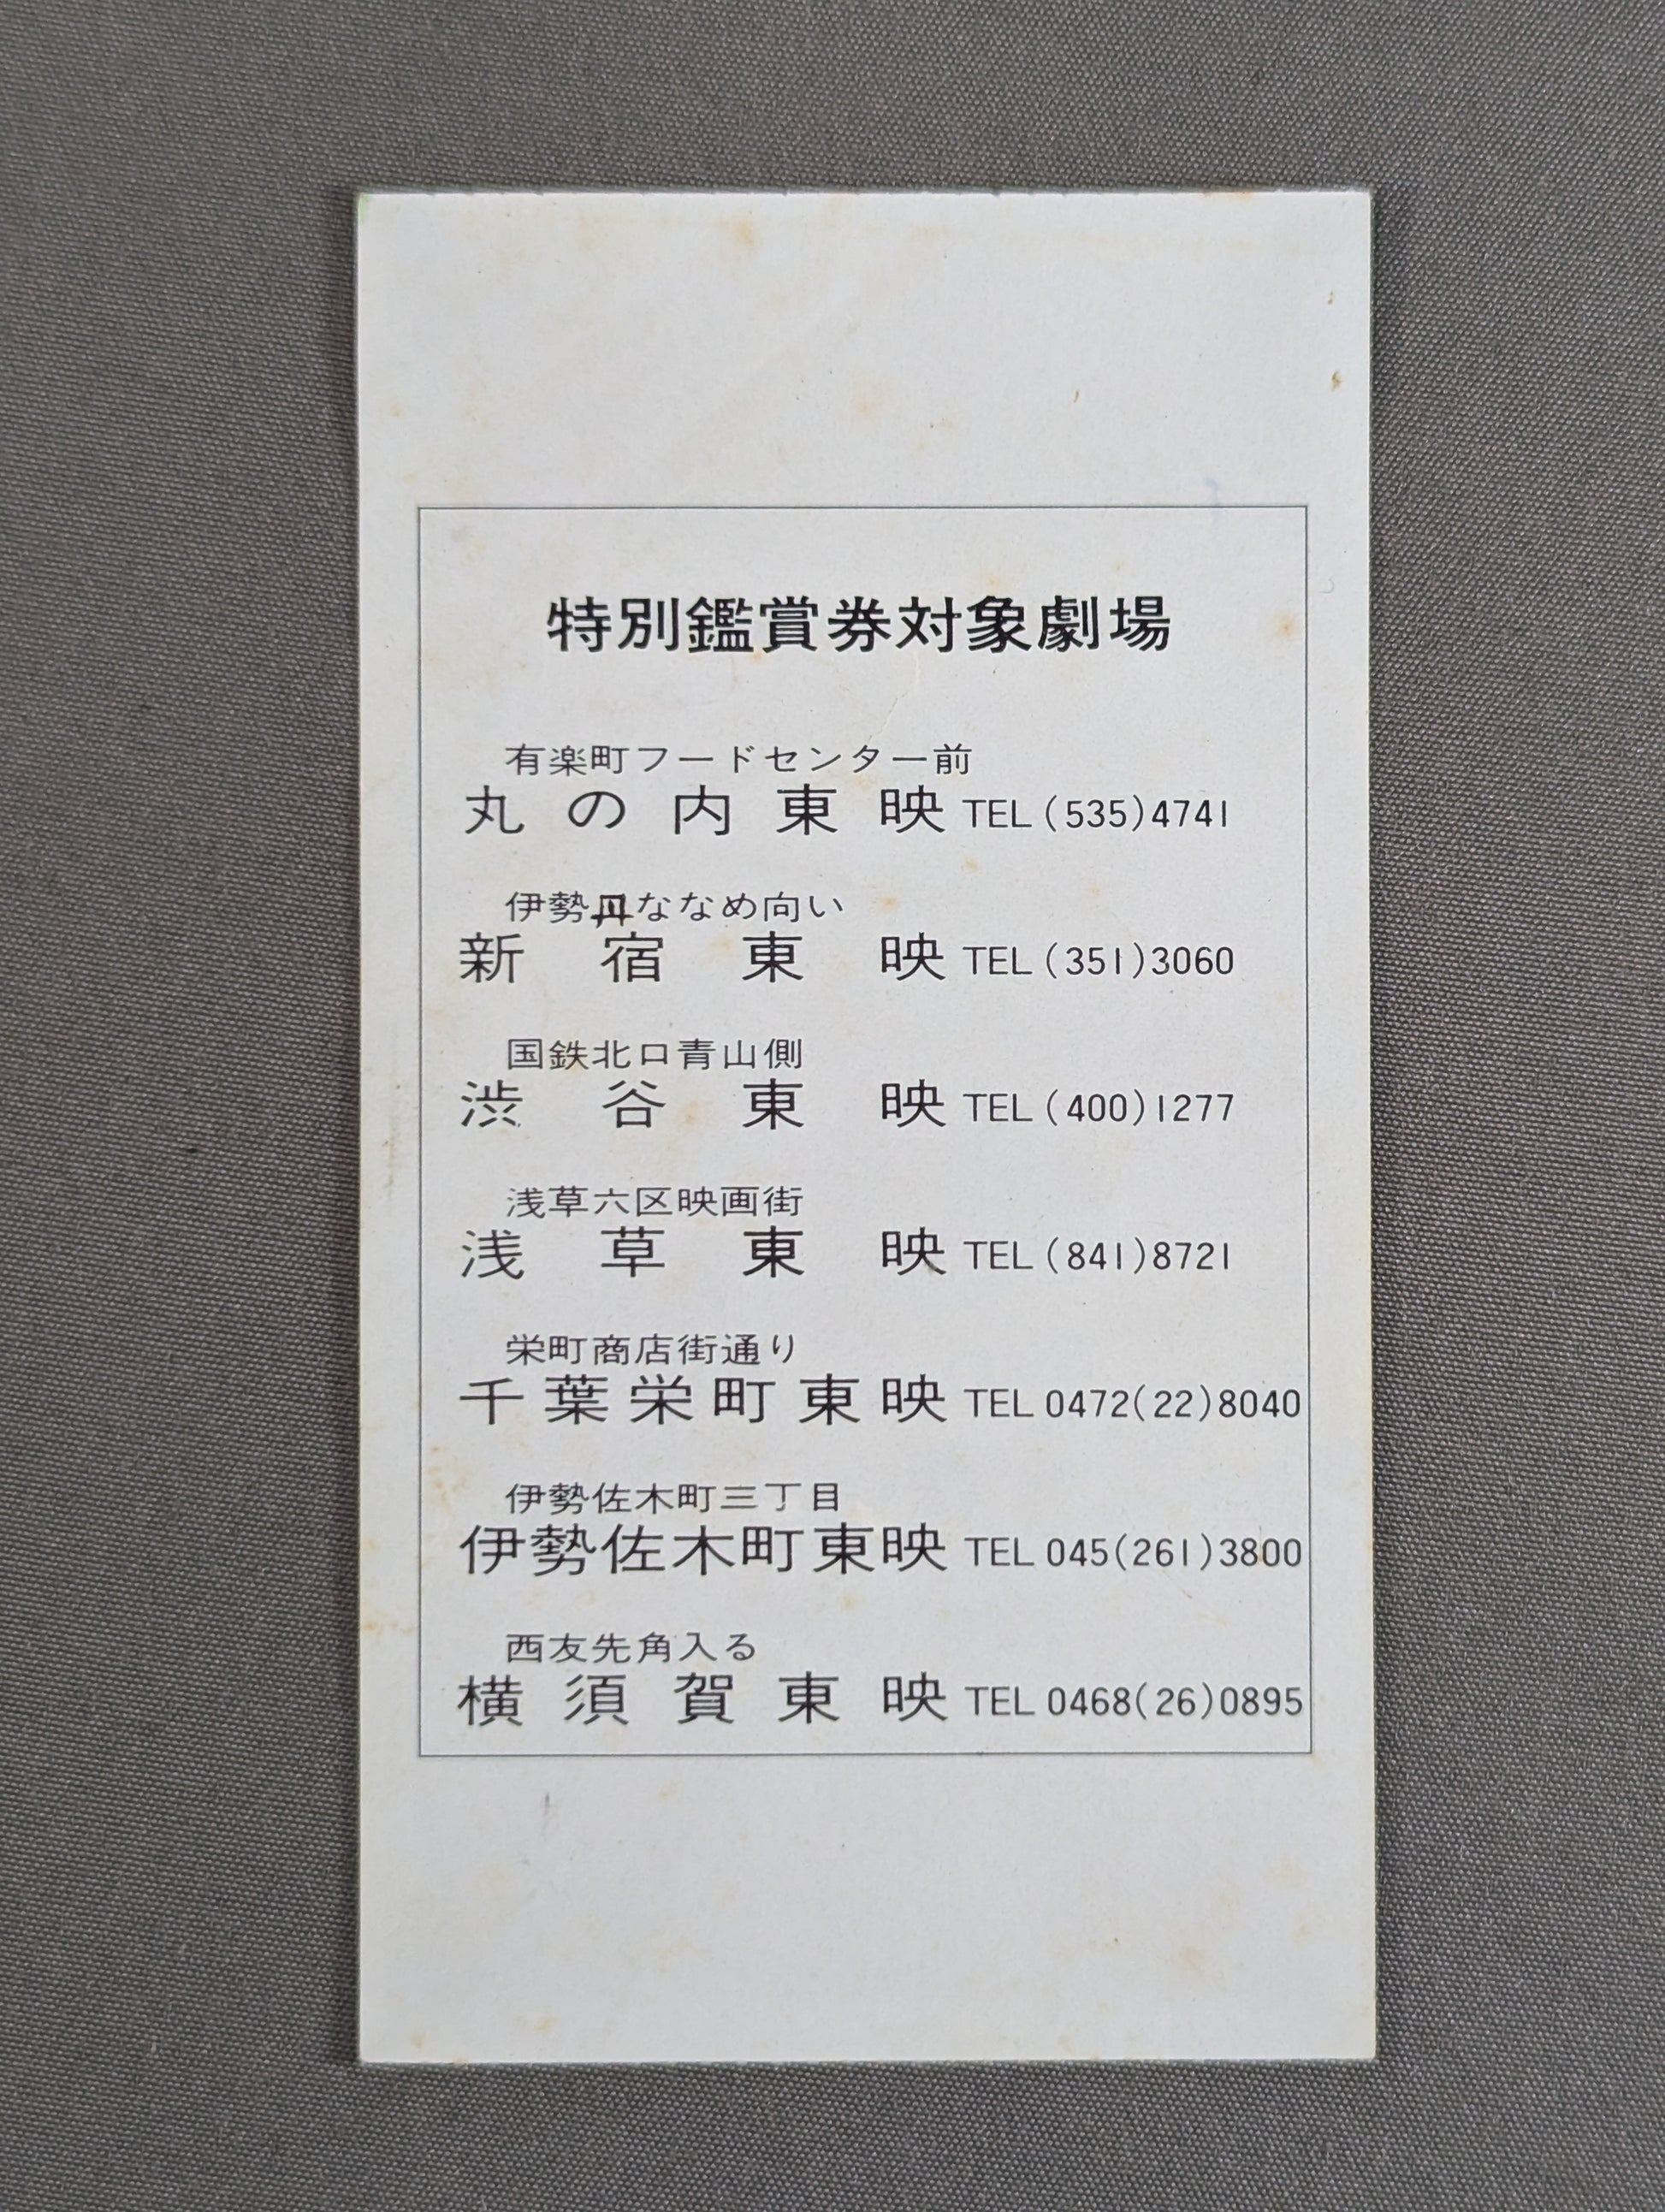 特別鑑賞券対象劇場
有楽町フードセンター前
丸の内東映 TEL (535)4741
伊勢丹ななめ向い
新宿東映 TEL (351)3060
国鉄北口青山側
渋谷東映 TEL (400)1277
浅草六区映画街
浅草東映 TEL (841)8721
栄町商店街通り
千葉栄町東映 TEL 0472(22)8040
伊勢佐木町三丁目
伊勢佐木町東映 TEL 045(261)3800
西友先角入る
横須賀東映 TEL 0468(26)0895